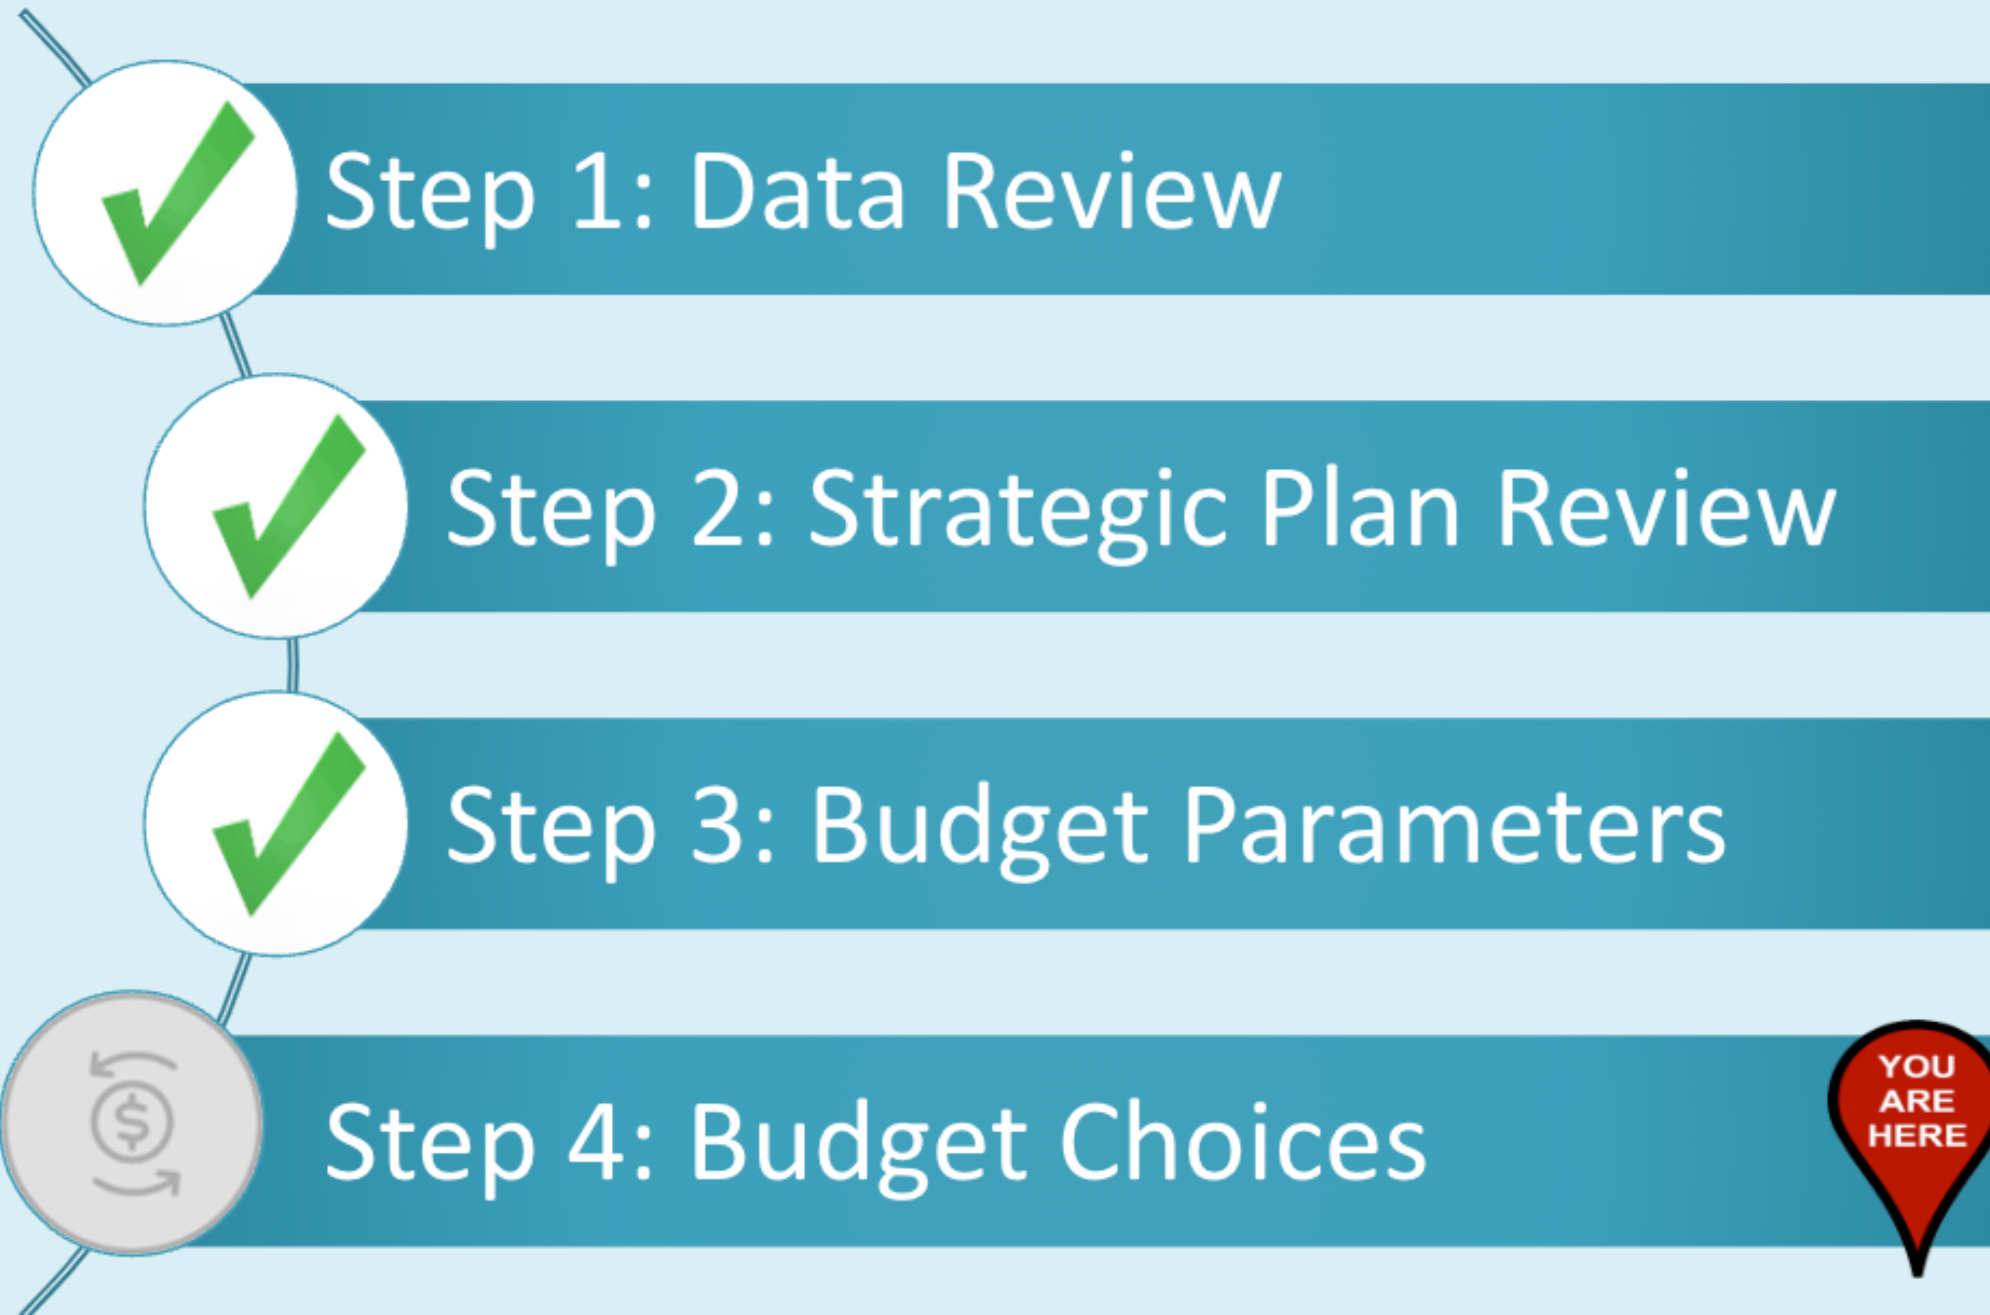 Step 1: Data Review
Step 2: Strategic Plan Review
Step 3: Budget Parameters
$
Step 4: Budget Choices
YOU
ARE
HERE